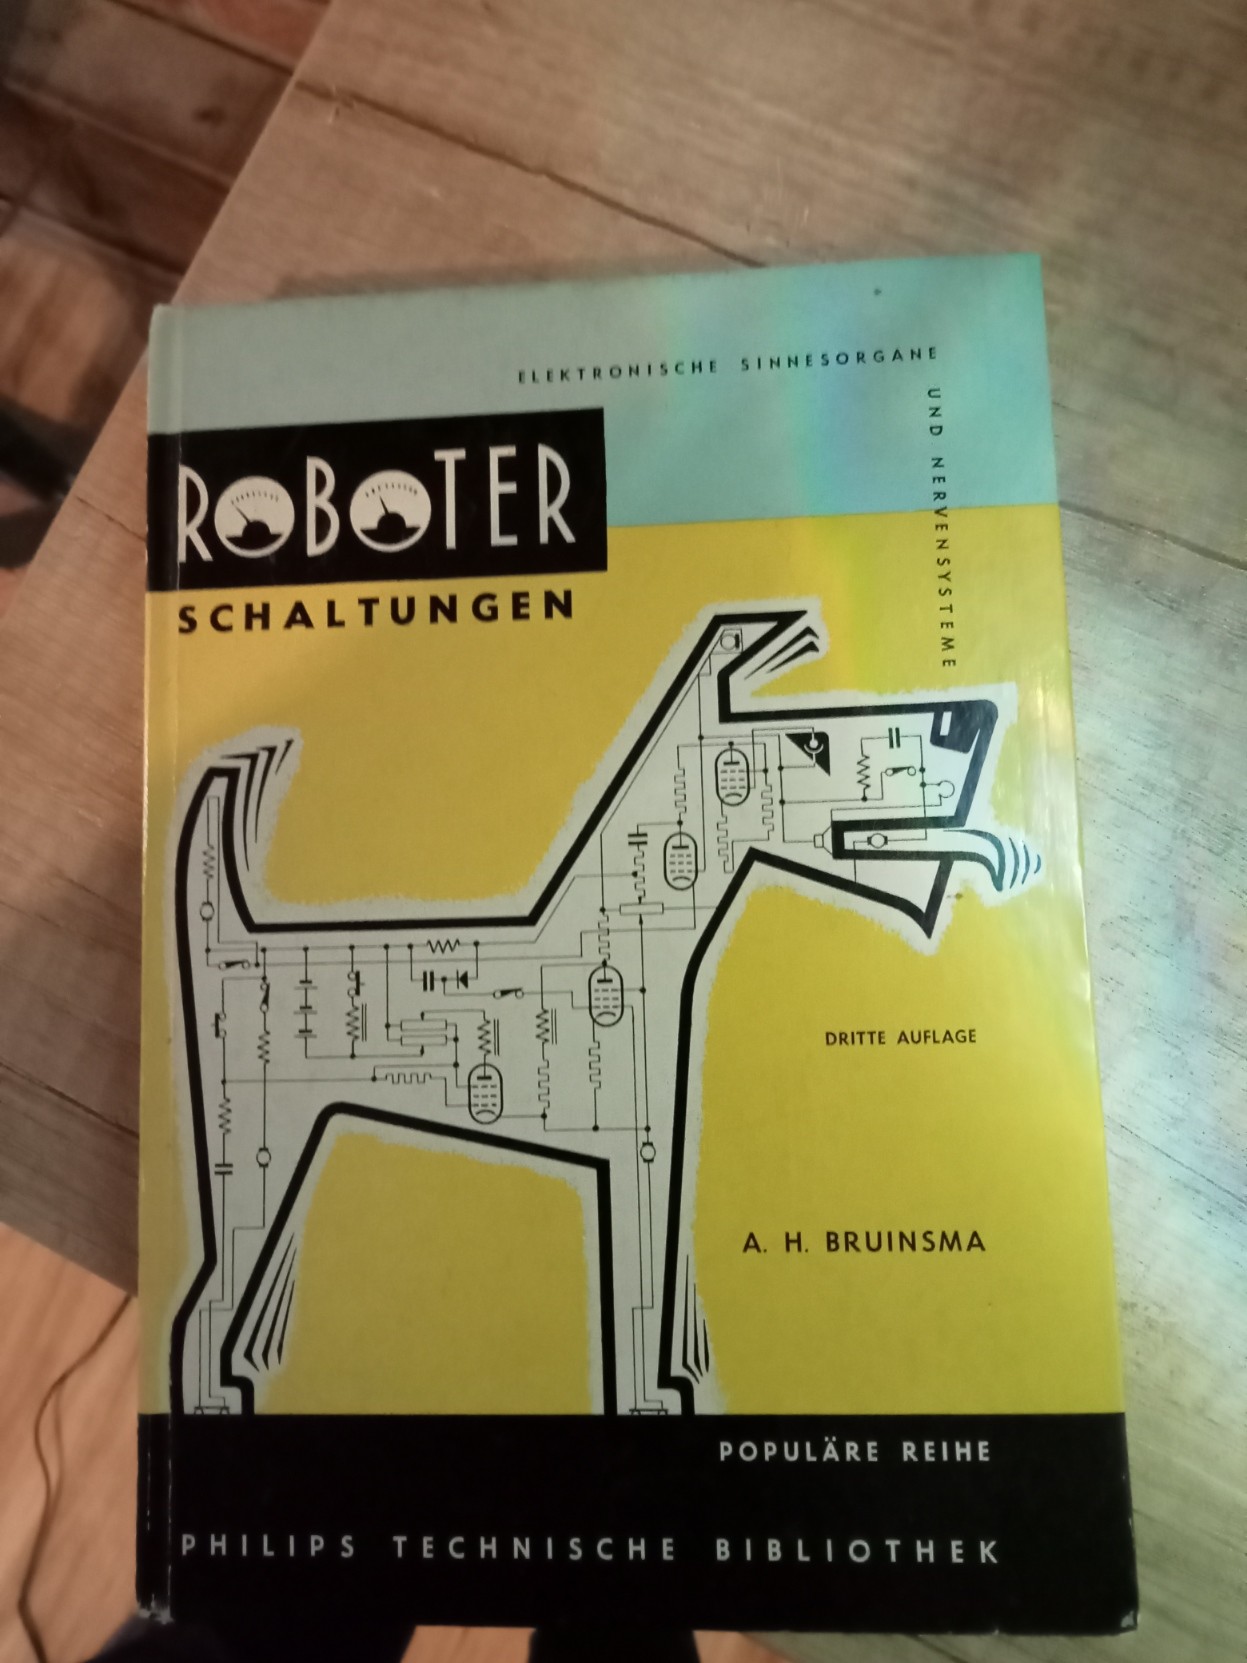 ELEKTRONISCHE SINNESORGANE
UND NERVENSYSTEME
ROBOTER
SCHALTUNGEN
DRITTE AUFLAGE
A. H. BRUINSMA
POPULÄRE REIHE
PHILIPS TECHNISCHE BIBLIOTHEK